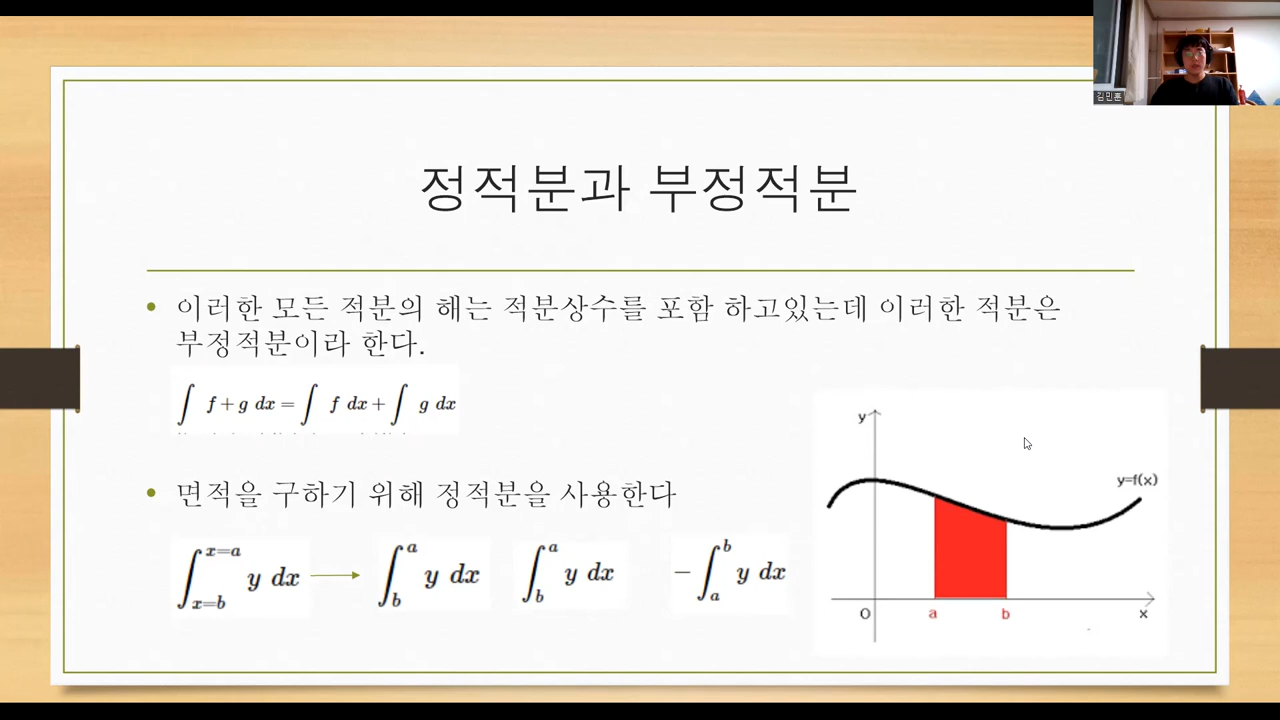 김민훈
정적분과 부정적분
• 이러한 모든 적분의 해는 적분상수를 포함 하고있는데 이러한 적분은
부정적분이라 한다.
∫ f+g dx = ∫ f dx + ∫ g dx
• 면적을 구하기 위해 정적분을 사용한다
∫_{x=b}^{x=a} y dx → ∫_b^a y dx ∫_b^a y dx −∫_a^b y dx
y
y=f(x)
O a b x